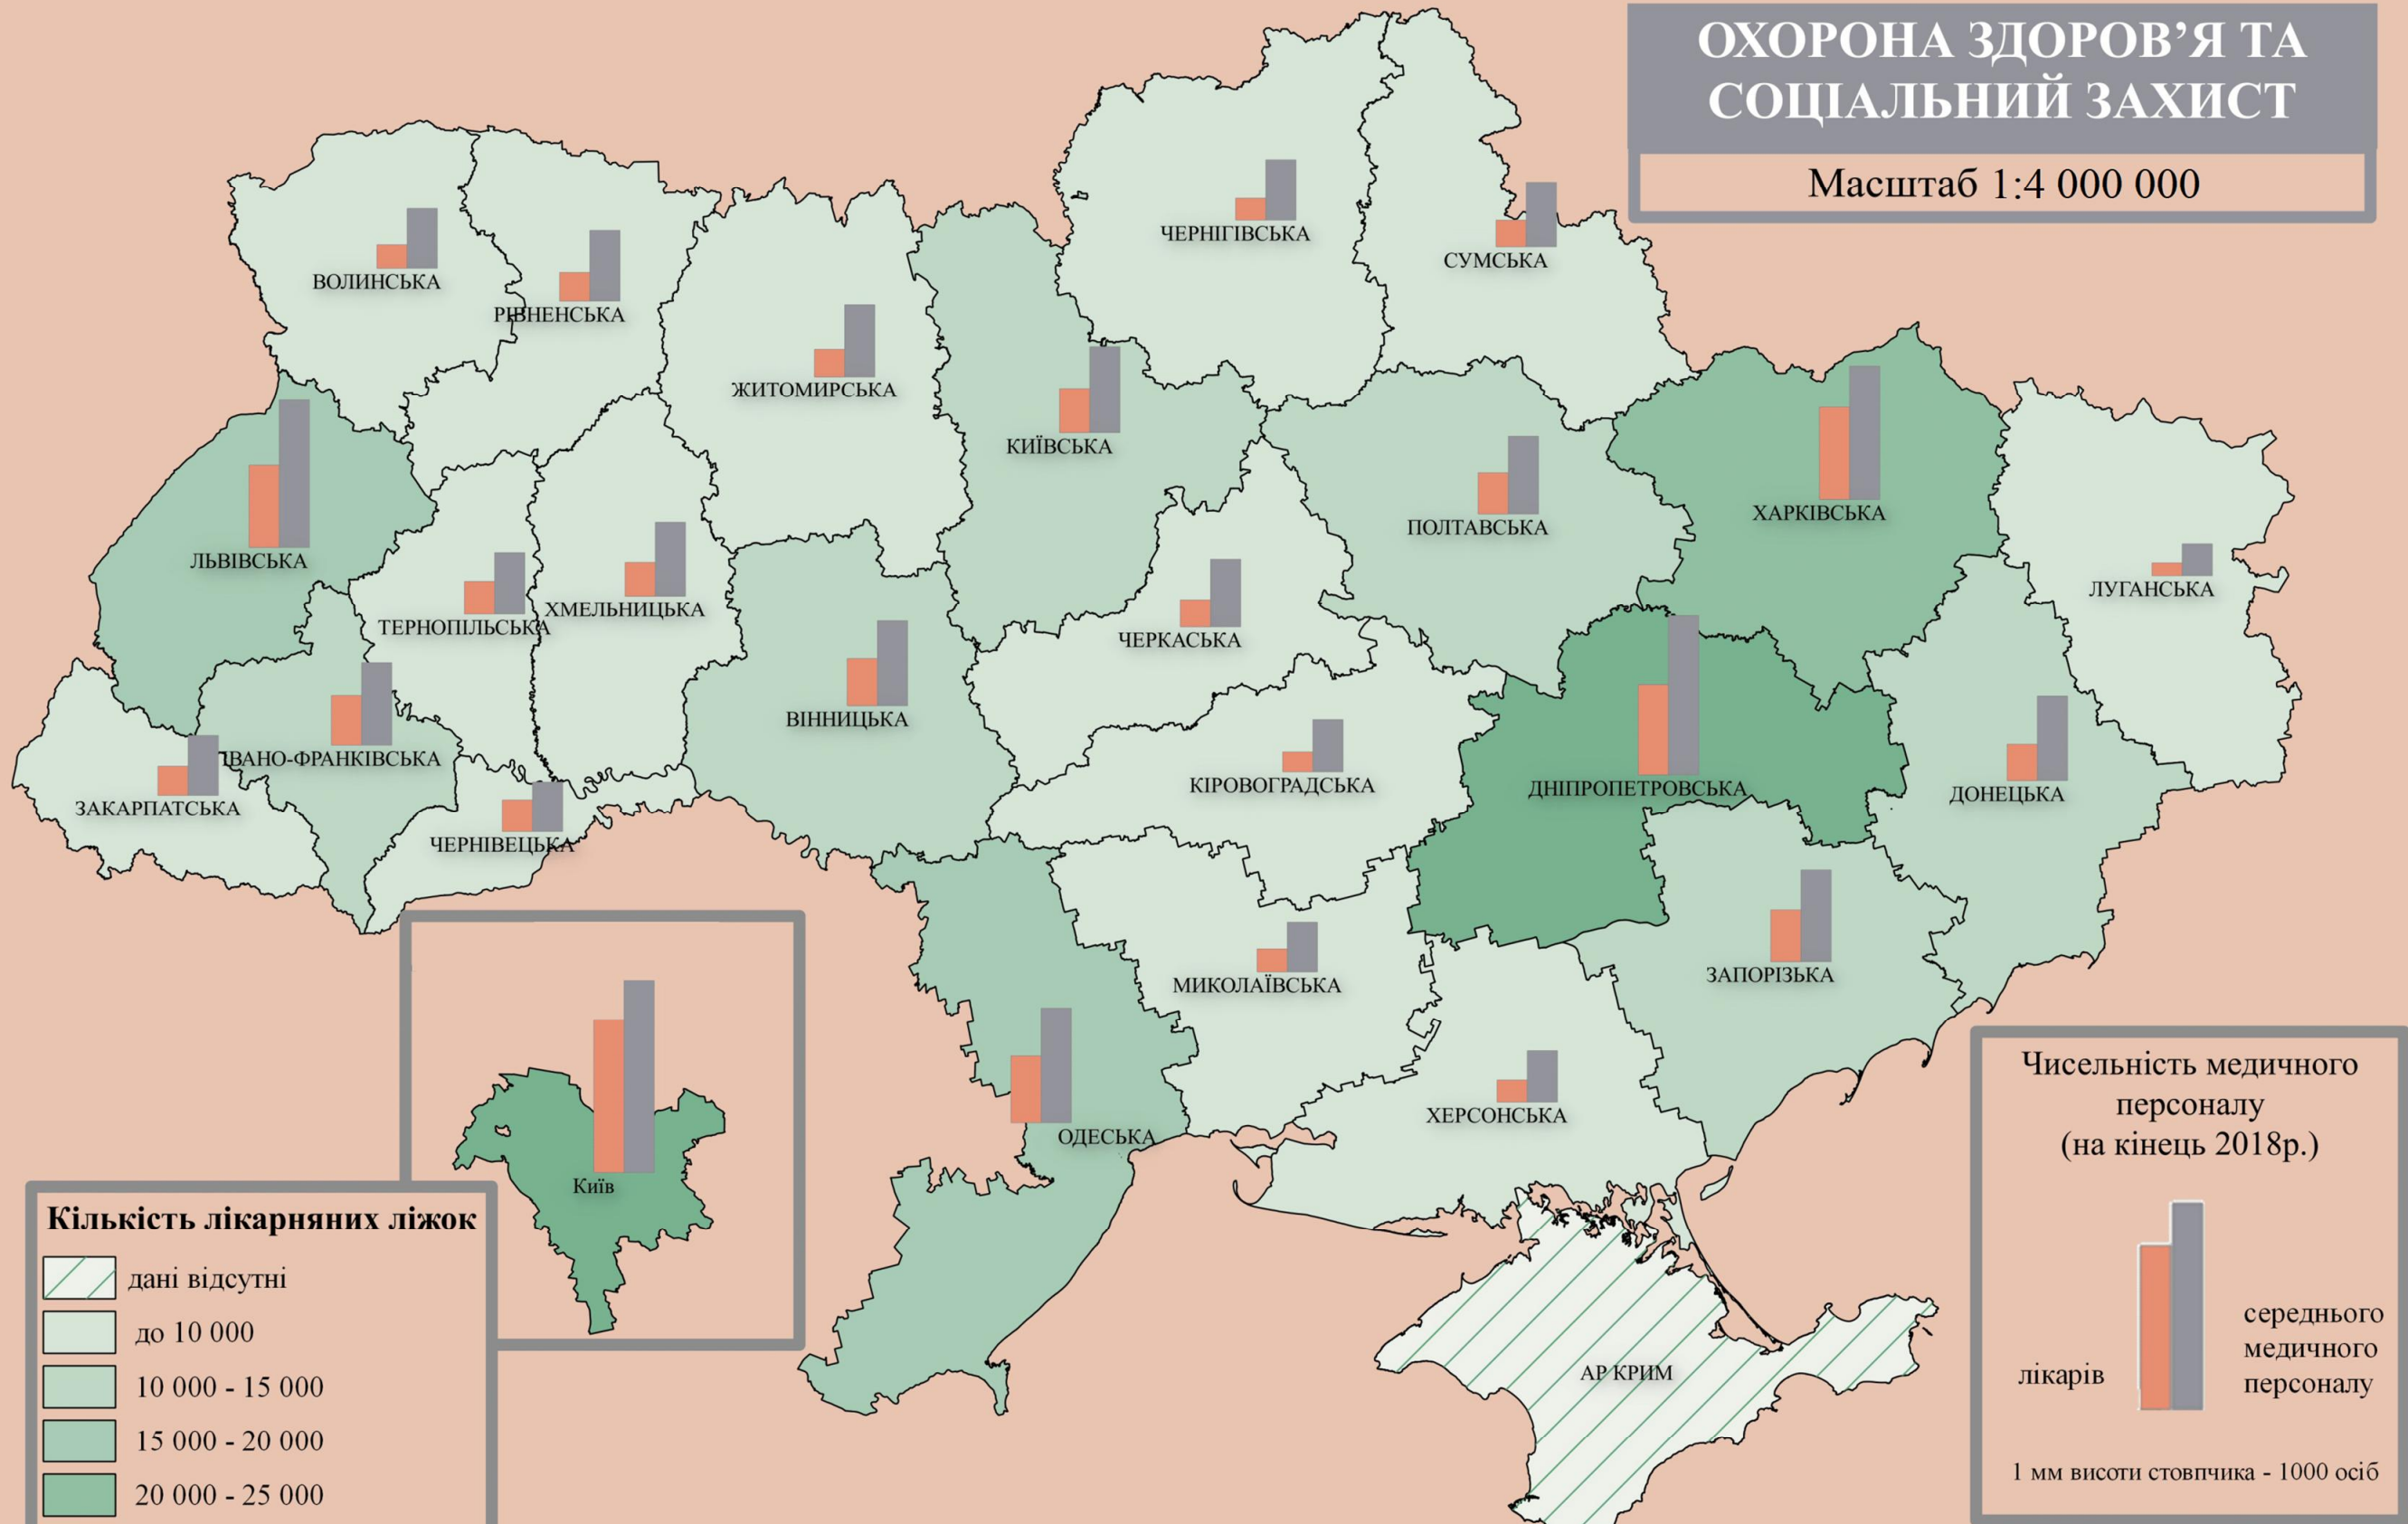 ОХОРОНА ЗДОРОВ’Я ТА
СОЦІАЛЬНИЙ ЗАХИСТ
Масштаб 1:4 000 000
ЧЕРНІГІВСЬКА
СУМСЬКА
ВОЛИНСЬКА
РІВНЕНСЬКА
ЖИТОМИРСЬКА
КИЇВСЬКА
ПОЛТАВСЬКА
ХАРКІВСЬКА
ЛУГАНСЬКА
ЛЬВІВСЬКА
ТЕРНОПІЛЬСЬКА
ХМЕЛЬНИЦЬКА
ЧЕРКАСЬКА
ВІННИЦЬКА
ІВАНО-ФРАНКІВСЬКА
ЗАКАРПАТСЬКА
ЧЕРНІВЕЦЬКА
КІРОВОГРАДСЬКА
ДНІПРОПЕТРОВСЬКА
ДОНЕЦЬКА
ЗАПОРІЗЬКА
МИКОЛАЇВСЬКА
ОДЕСЬКА
ХЕРСОНСЬКА
АР КРИМ
Київ
Кількість лікарняних ліжок
дані відсутні
до 10 000
10 000 - 15 000
15 000 - 20 000
20 000 - 25 000
Чисельність медичного
персоналу
(на кінець 2018р.)
лікарів
середнього
медичного
персоналу
1 мм висоти стовпчика - 1000 осіб